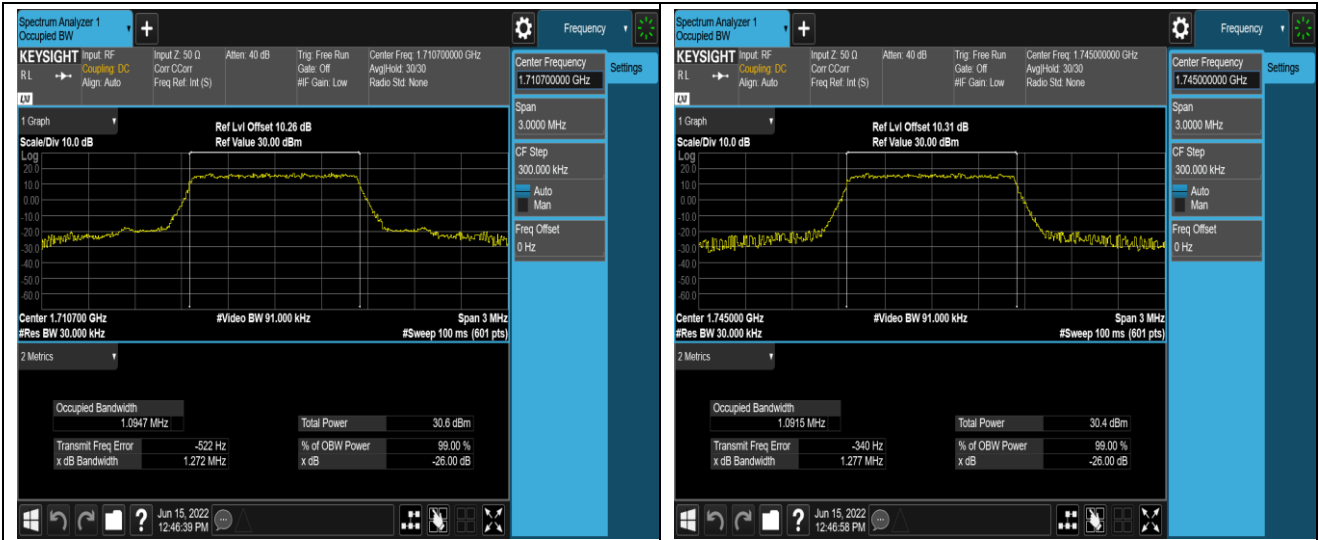 Spectrum Analyzer 1
Occupied BW
+
Frequency
KEYSIGHT Input: RF Input Z: 50 Ω Atten: 40 dB Trig: Free Run Center Freq: 1.710700000 GHz
Coupling: DC Corr CCorr Gate: Off Avg|Hold: 30/30
R L Align: Auto Freq Ref: Int (S) #IF Gain: Low Radio Std: None
LXI
Center Frequency
1.710700000 GHz
Settings
Span
3.0000 MHz
CF Step
300.000 kHz
Auto
Man
Freq Offset
0 Hz
1 Graph
Ref Lvl Offset 10.26 dB
Scale/Div 10.0 dB Ref Value 30.00 dBm
Log
20.0
10.0
0.00
-10.0
-20.0
-30.0
-40.0
-50.0
-60.0
Center 1.710700 GHz #Video BW 91.000 kHz Span 3 MHz
#Res BW 30.000 kHz #Sweep 100 ms (601 pts)
2 Metrics
Occupied Bandwidth
1.0947 MHz Total Power 30.6 dBm
Transmit Freq Error -522 Hz % of OBW Power 99.00 %
x dB Bandwidth 1.272 MHz x dB -26.00 dB
?
Jun 15, 2022
12:46:39 PM
Spectrum Analyzer 1
Occupied BW
+
Frequency
KEYSIGHT Input: RF Input Z: 50 Ω Atten: 40 dB Trig: Free Run Center Freq: 1.745000000 GHz
Coupling: DC Corr CCorr Gate: Off Avg|Hold: 30/30
R L Align: Auto Freq Ref: Int (S) #IF Gain: Low Radio Std: None
LXI
Center Frequency
1.745000000 GHz
Settings
Span
3.0000 MHz
CF Step
300.000 kHz
Auto
Man
Freq Offset
0 Hz
1 Graph
Ref Lvl Offset 10.31 dB
Scale/Div 10.0 dB Ref Value 30.00 dBm
Log
20.0
10.0
0.00
-10.0
-20.0
-30.0
-40.0
-50.0
-60.0
Center 1.745000 GHz #Video BW 91.000 kHz Span 3 MHz
#Res BW 30.000 kHz #Sweep 100 ms (601 pts)
2 Metrics
Occupied Bandwidth
1.0915 MHz Total Power 30.4 dBm
Transmit Freq Error -340 Hz % of OBW Power 99.00 %
x dB Bandwidth 1.277 MHz x dB -26.00 dB
?
Jun 15, 2022
12:46:58 PM